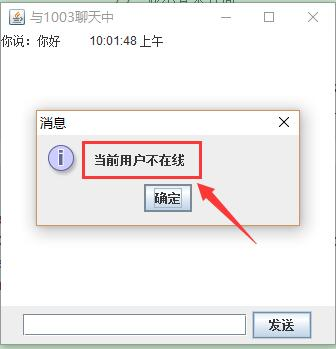 与1003聊天中
你说：你好 10:01:48 上午
消息
当前用户不在线
确定
发送